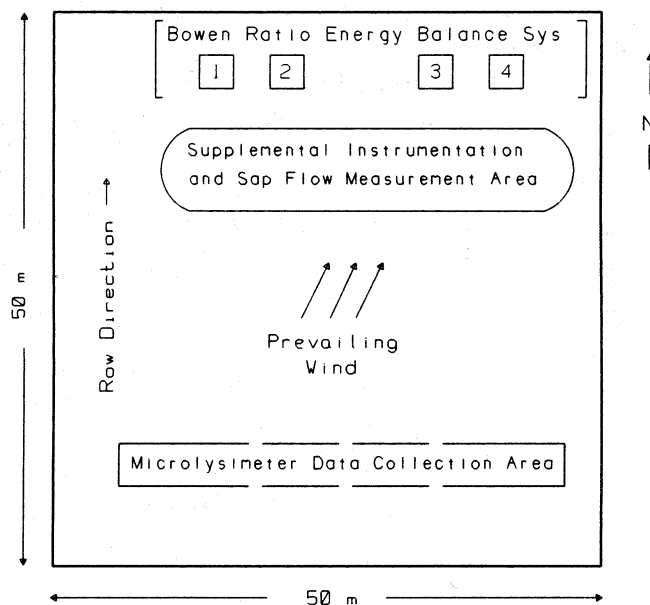 Bowen Ratio Energy Balance Sys
1 2 3 4
N
Supplemental Instrumentation
and Sap Flow Measurement Area
Row Direction
50 m
Prevailing
Wind
Microlysimeter Data Collection Area
50 m